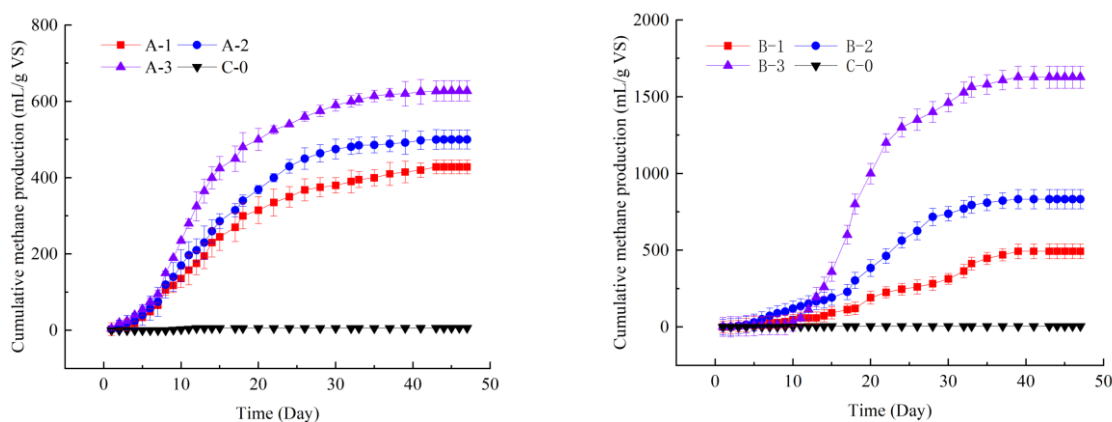 Cumulative methane production (mL/g VS)
800
600
400
200
0
A-1 A-2
A-3 C-0
0 10 20 30 40 50
Time (Day)
Cumulative methane production (mL/g VS)
2000
1500
1000
500
0
B-1 B-2
B-3 C-0
0 10 20 30 40 50
Time (Day)